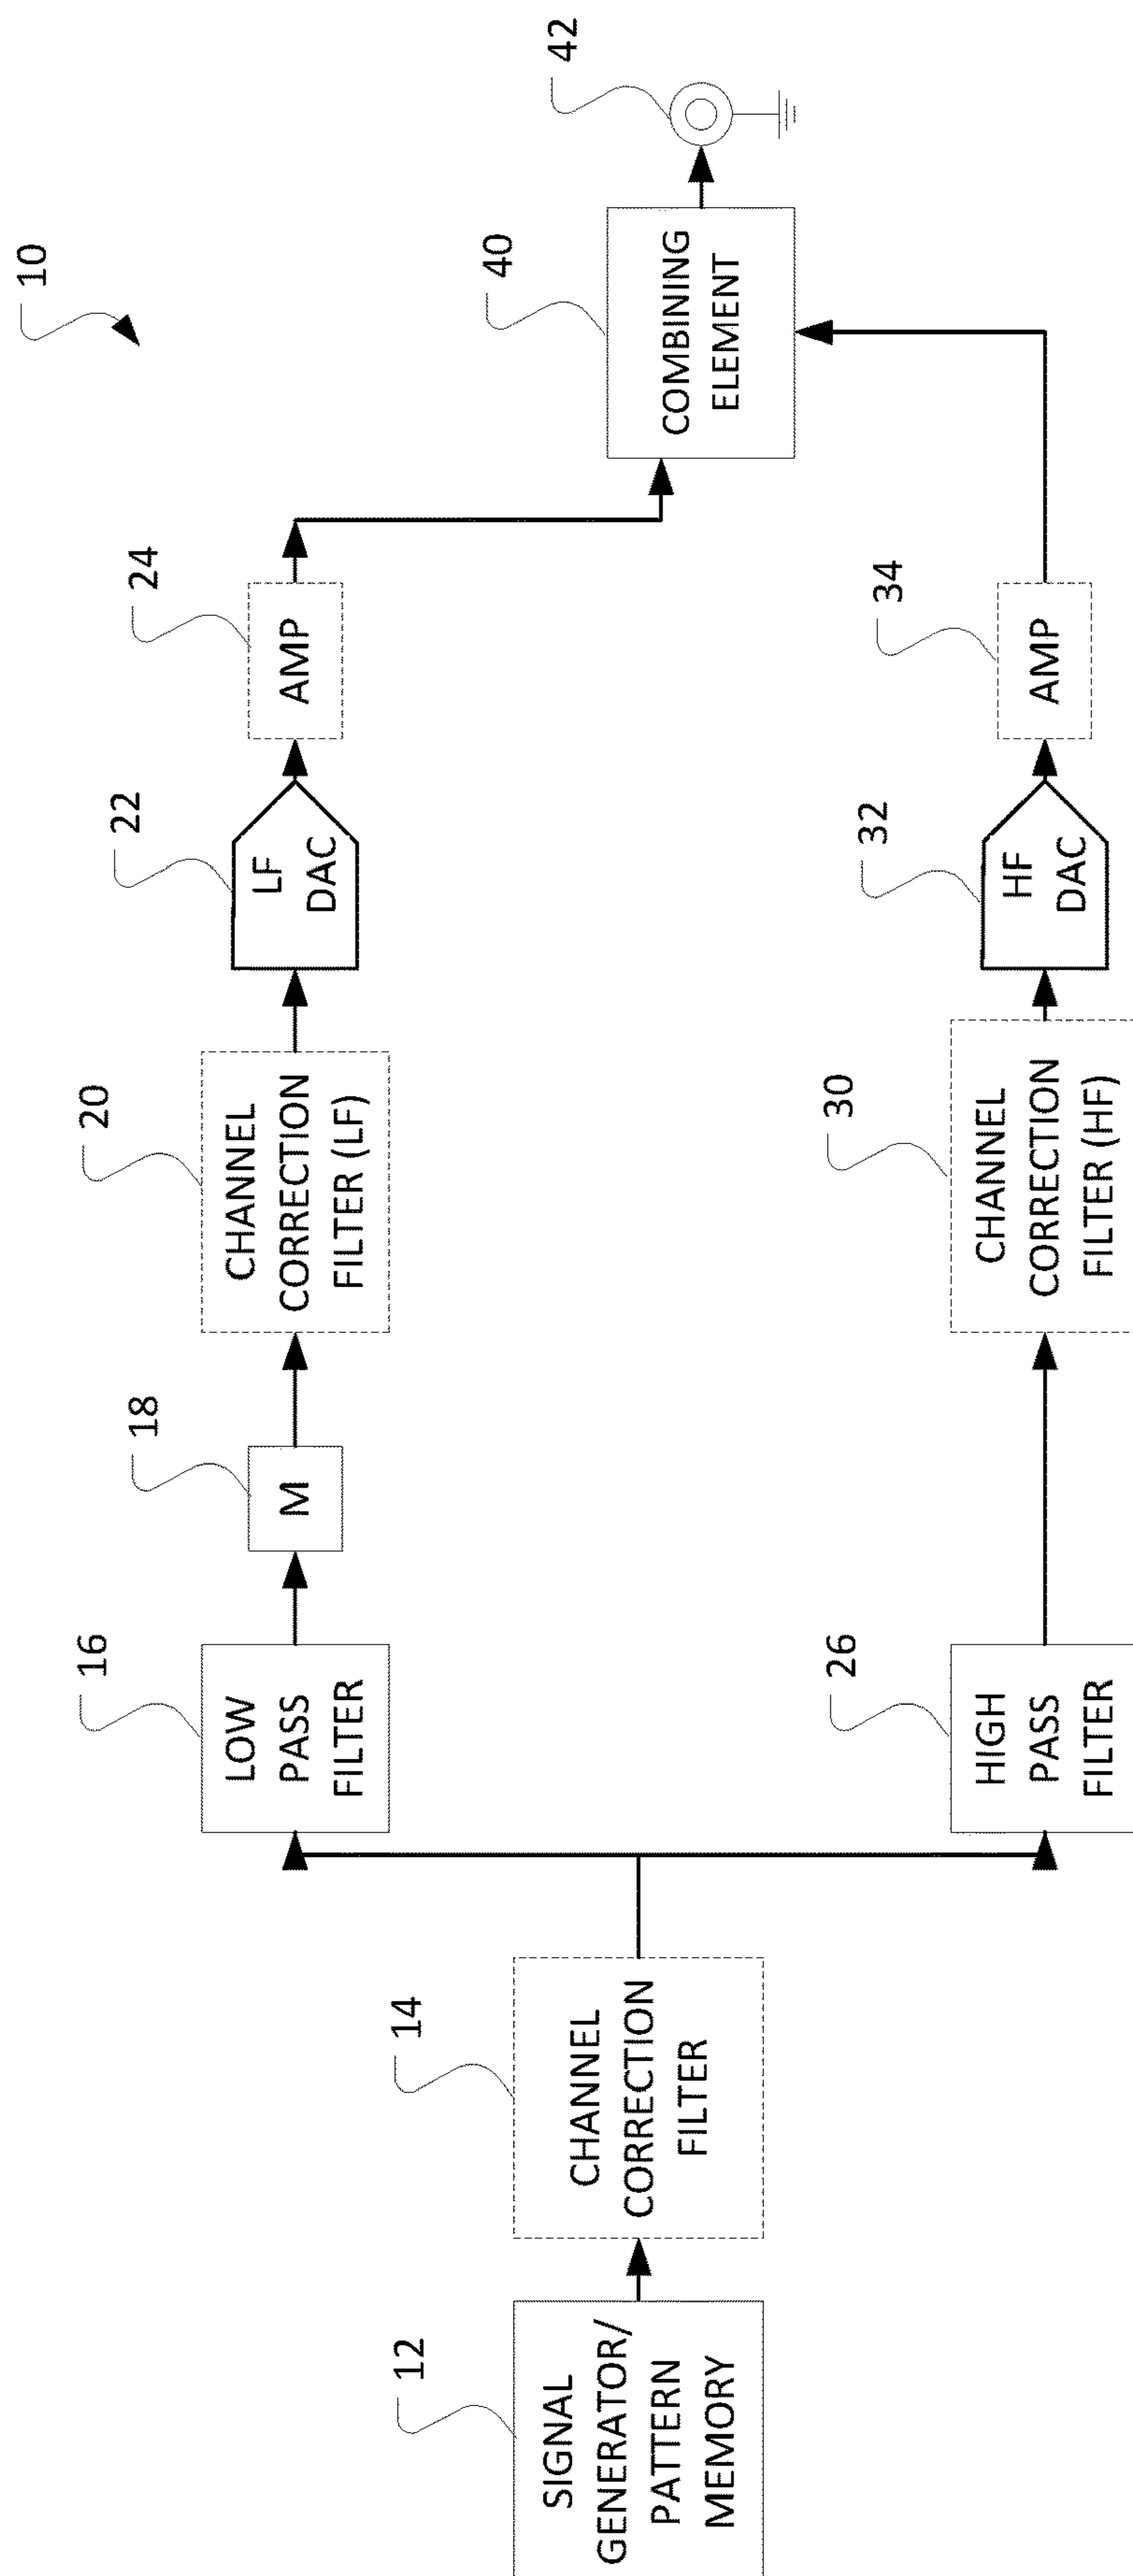 10
12
SIGNAL
GENERATOR/
PATTERN
MEMORY
14
CHANNEL
CORRECTION
FILTER
16
LOW
PASS
FILTER
18
M
20
CHANNEL
CORRECTION
FILTER (LF)
22
LF
DAC
24
AMP
26
HIGH
PASS
FILTER
30
CHANNEL
CORRECTION
FILTER (HF)
32
HF
DAC
34
AMP
40
COMBINING
ELEMENT
42